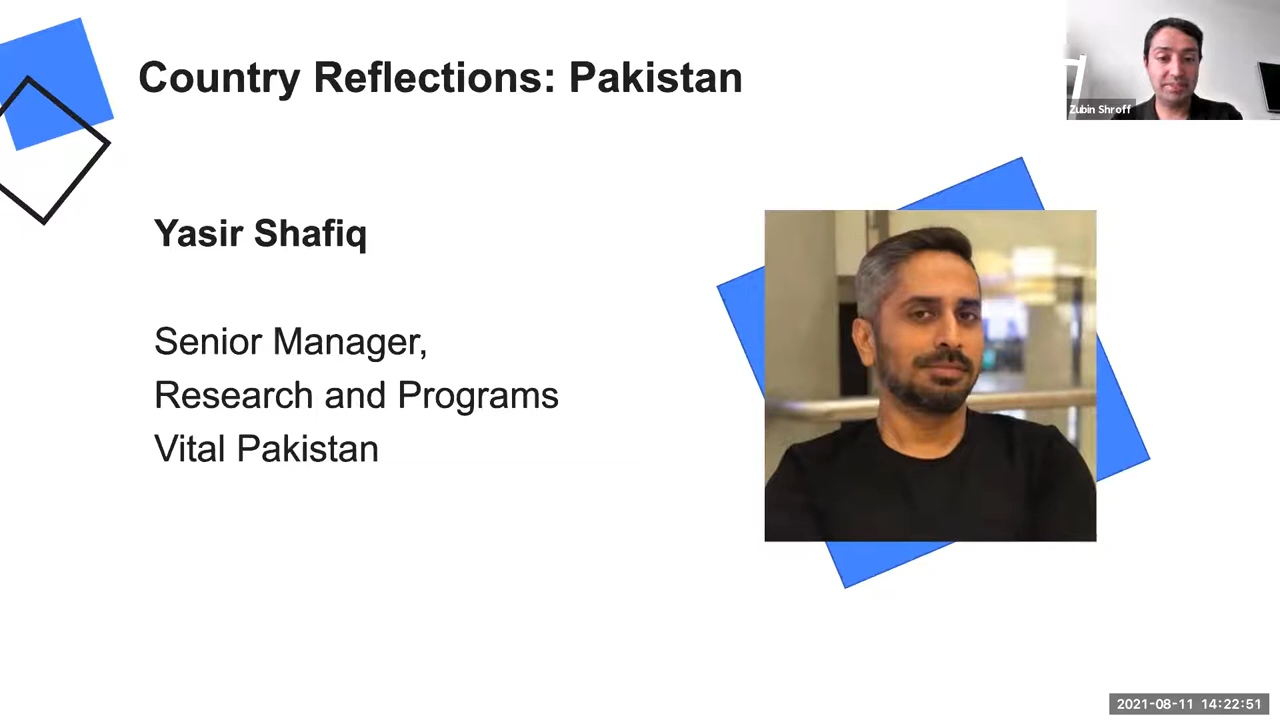 Country Reflections: Pakistan
Zubin Shroff
Yasir Shafiq
Senior Manager,
Research and Programs
Vital Pakistan
2021-08-11 14:22:51